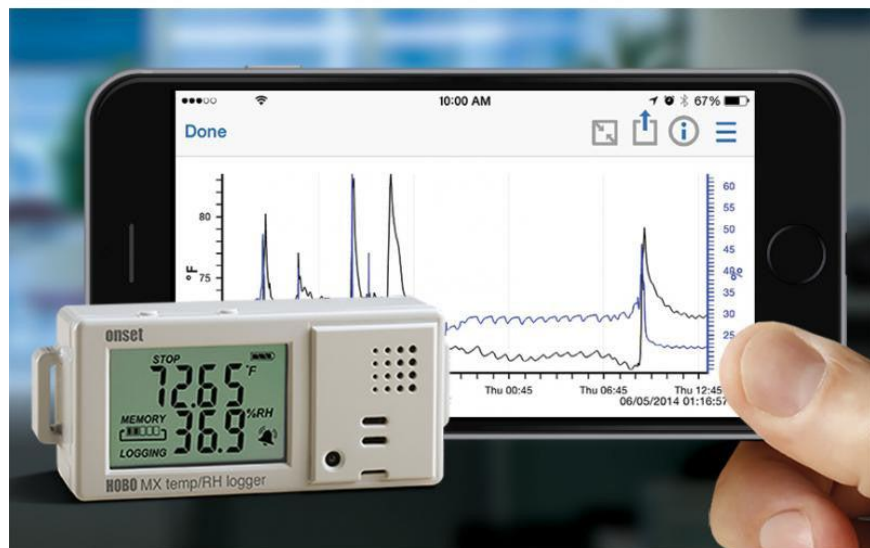 10:00 AM
67%
Done
80
75
°F
60
55
50
45
40
35
30
25
%
Thu 00:45
Thu 06:45
Thu 12:45
06/05/2014 01:16:57
onset
STOP
72.65 °F
MEMORY
36.9 %RH
LOGGING
HOBO MX temp/RH logger